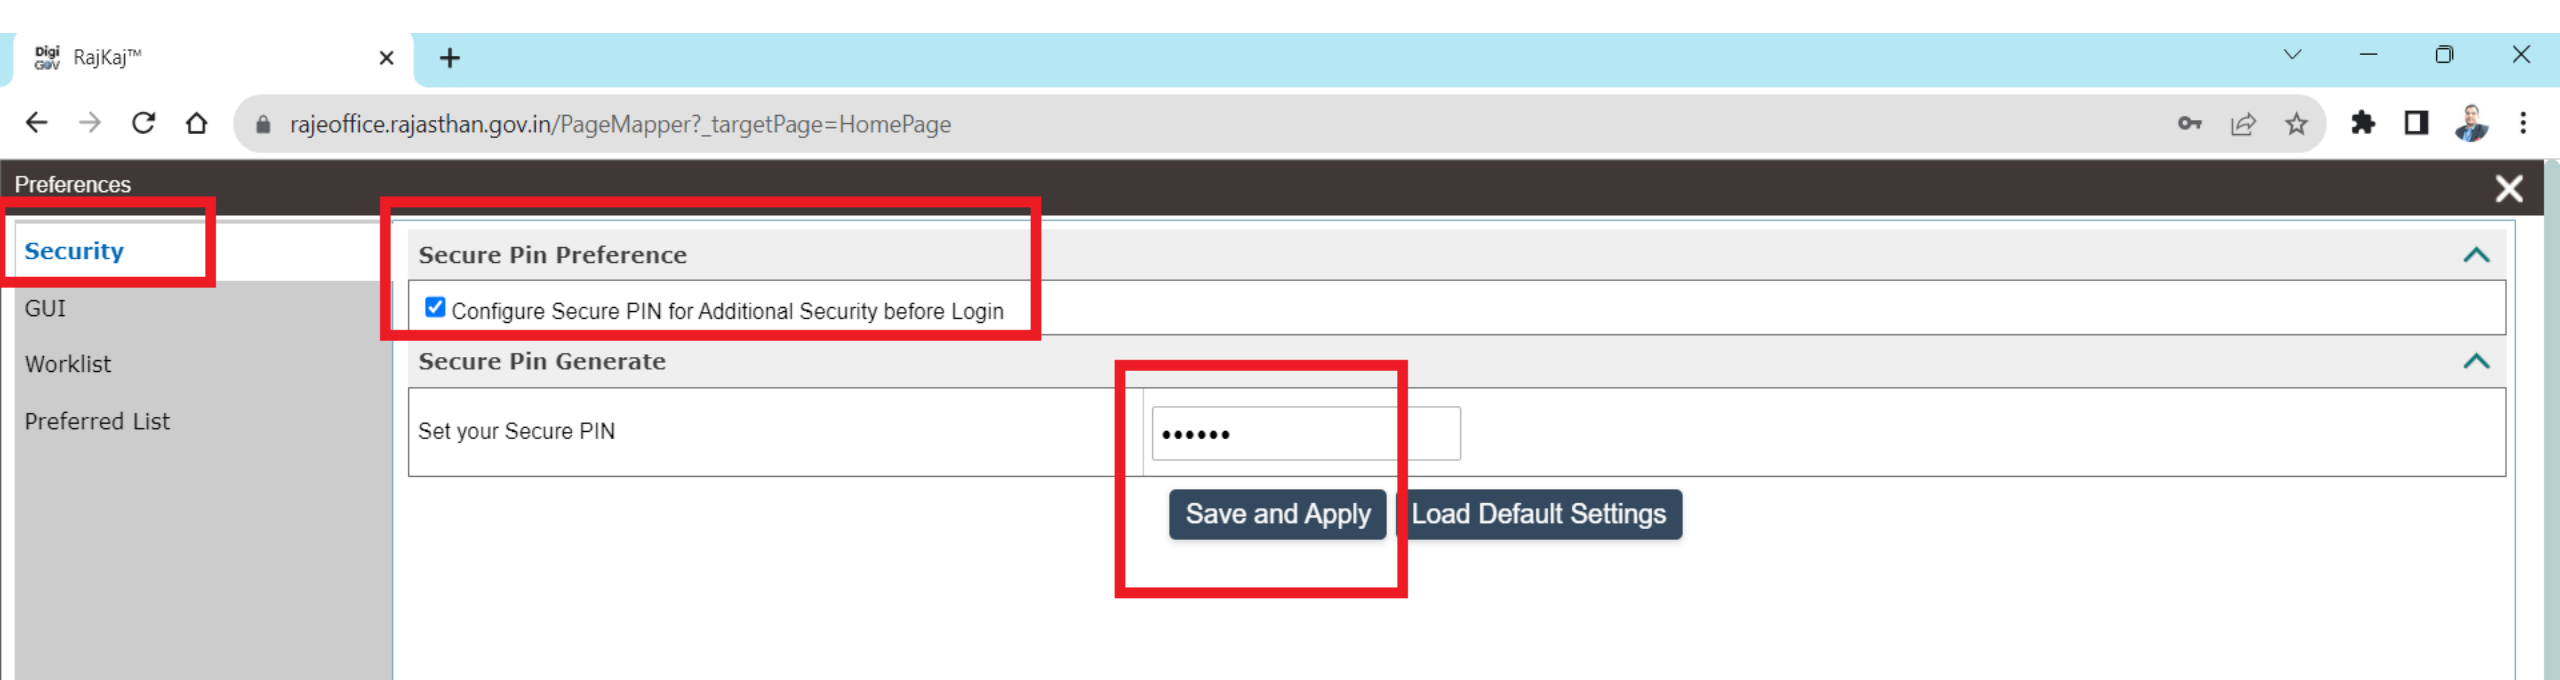 Digi
GOV
RajKaj™
rajeoffice.rajasthan.gov.in/PageMapper?_targetPage=HomePage
Preferences
Security
GUI
Worklist
Preferred List
Secure Pin Preference
Configure Secure PIN for Additional Security before Login
Secure Pin Generate
Set your Secure PIN
••••••
Save and Apply Load Default Settings